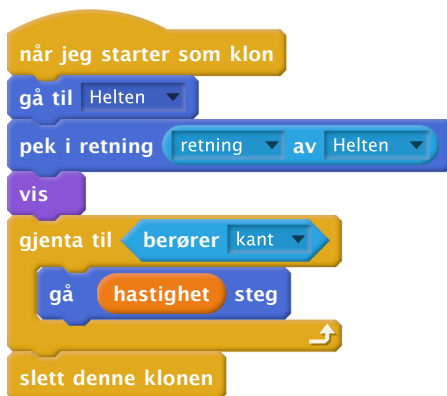 når jeg starter som klon
gå til Helten
pek i retning retning av Helten
vis
gjenta til berører kant
gå hastighet steg
slett denne klonen